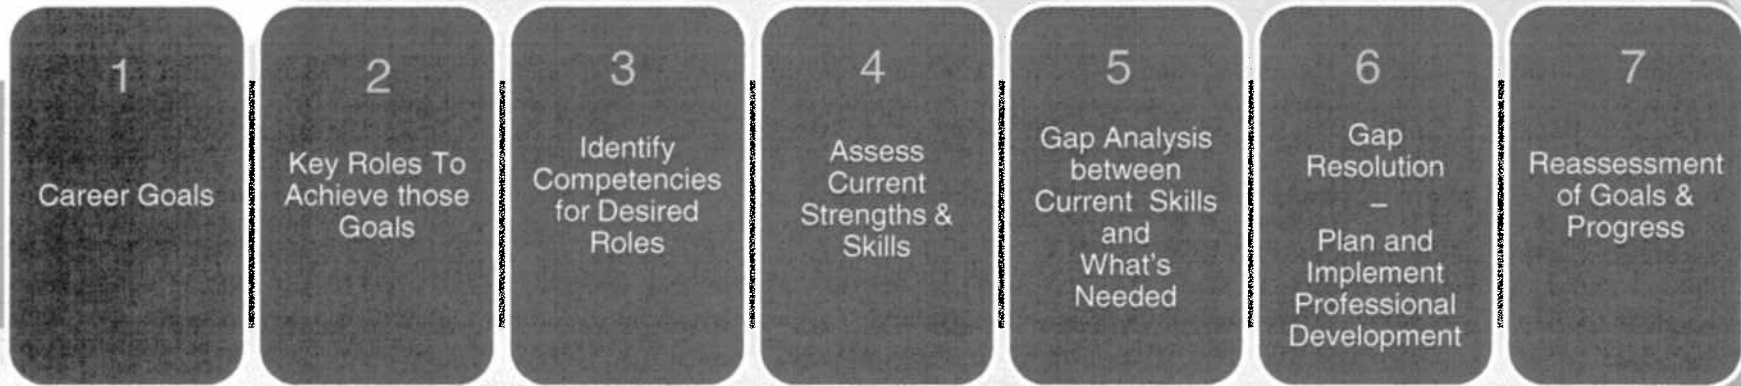 1
Career Goals
2
Key Roles To
Achieve those
Goals
3
Identify
Competencies
for Desired
Roles
4
Assess
Current
Strengths &
Skills
5
Gap Analysis
between
Current Skills
and
What's
Needed
6
Gap
Resolution
–
Plan and
Implement
Professional
Development
7
Reassessment
of Goals &
Progress